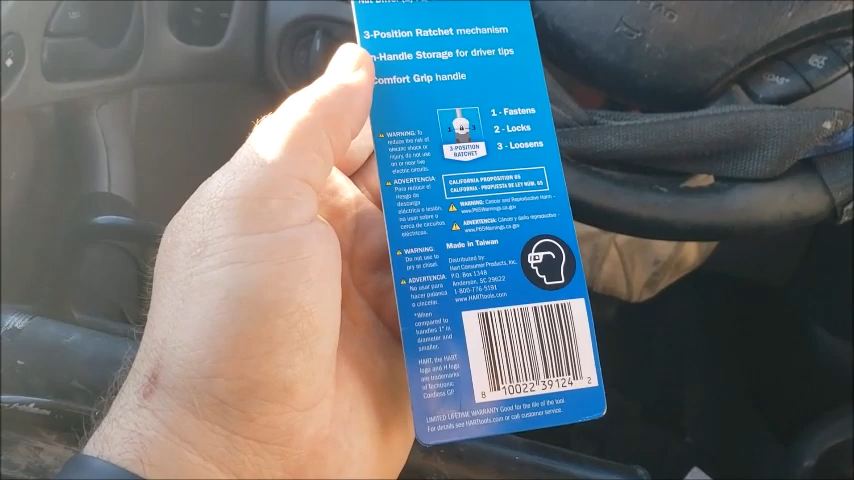 3-Position Ratchet mechanism
n-Handle Storage for driver tips
Comfort Grip handle
1 - Fastens
2 - Locks
3 - Loosens
1
3
3-POSITION
RATCHET
WARNING: To
reduce the risk of
electric shock or
injury, do not use
on or near live
electric circuits.
ADVERTENCIA:
Para reducir el
riesgo de
descarga
eléctrica o lesión,
no usar sobre o
cerca de circuitos
eléctricos.
CALIFORNIA PROPOSITION 65
CALIFORNIA - PROPUESTA DE LEY NÚM. 65
WARNING: Cancer and Reproductive Harm -
www.P65Warnings.ca.gov
ADVERTENCIA: Cáncer y daño reproductivo -
www.P65Warnings.ca.gov
WARNING:
Do not use to
pry or chisel.
ADVERTENCIA:
No usar para
hacer palanca
o cincelar.
Made in Taiwan
Distributed by:
Hart Consumer Products, Inc.
P.O. Box 1348
Anderson, SC 29622
1-800-776-5191
www.HARTtools.com
*When
compared to
handles 1" in
diameter and
smaller.
HART, the HART
logo and H logo
are trademarks
of Techtronic
Cordless GP
8 10022 39124 2
LIMITED LIFETIME WARRANTY Good for the life of the tool.
For details see HARTtools.com or call customer service.